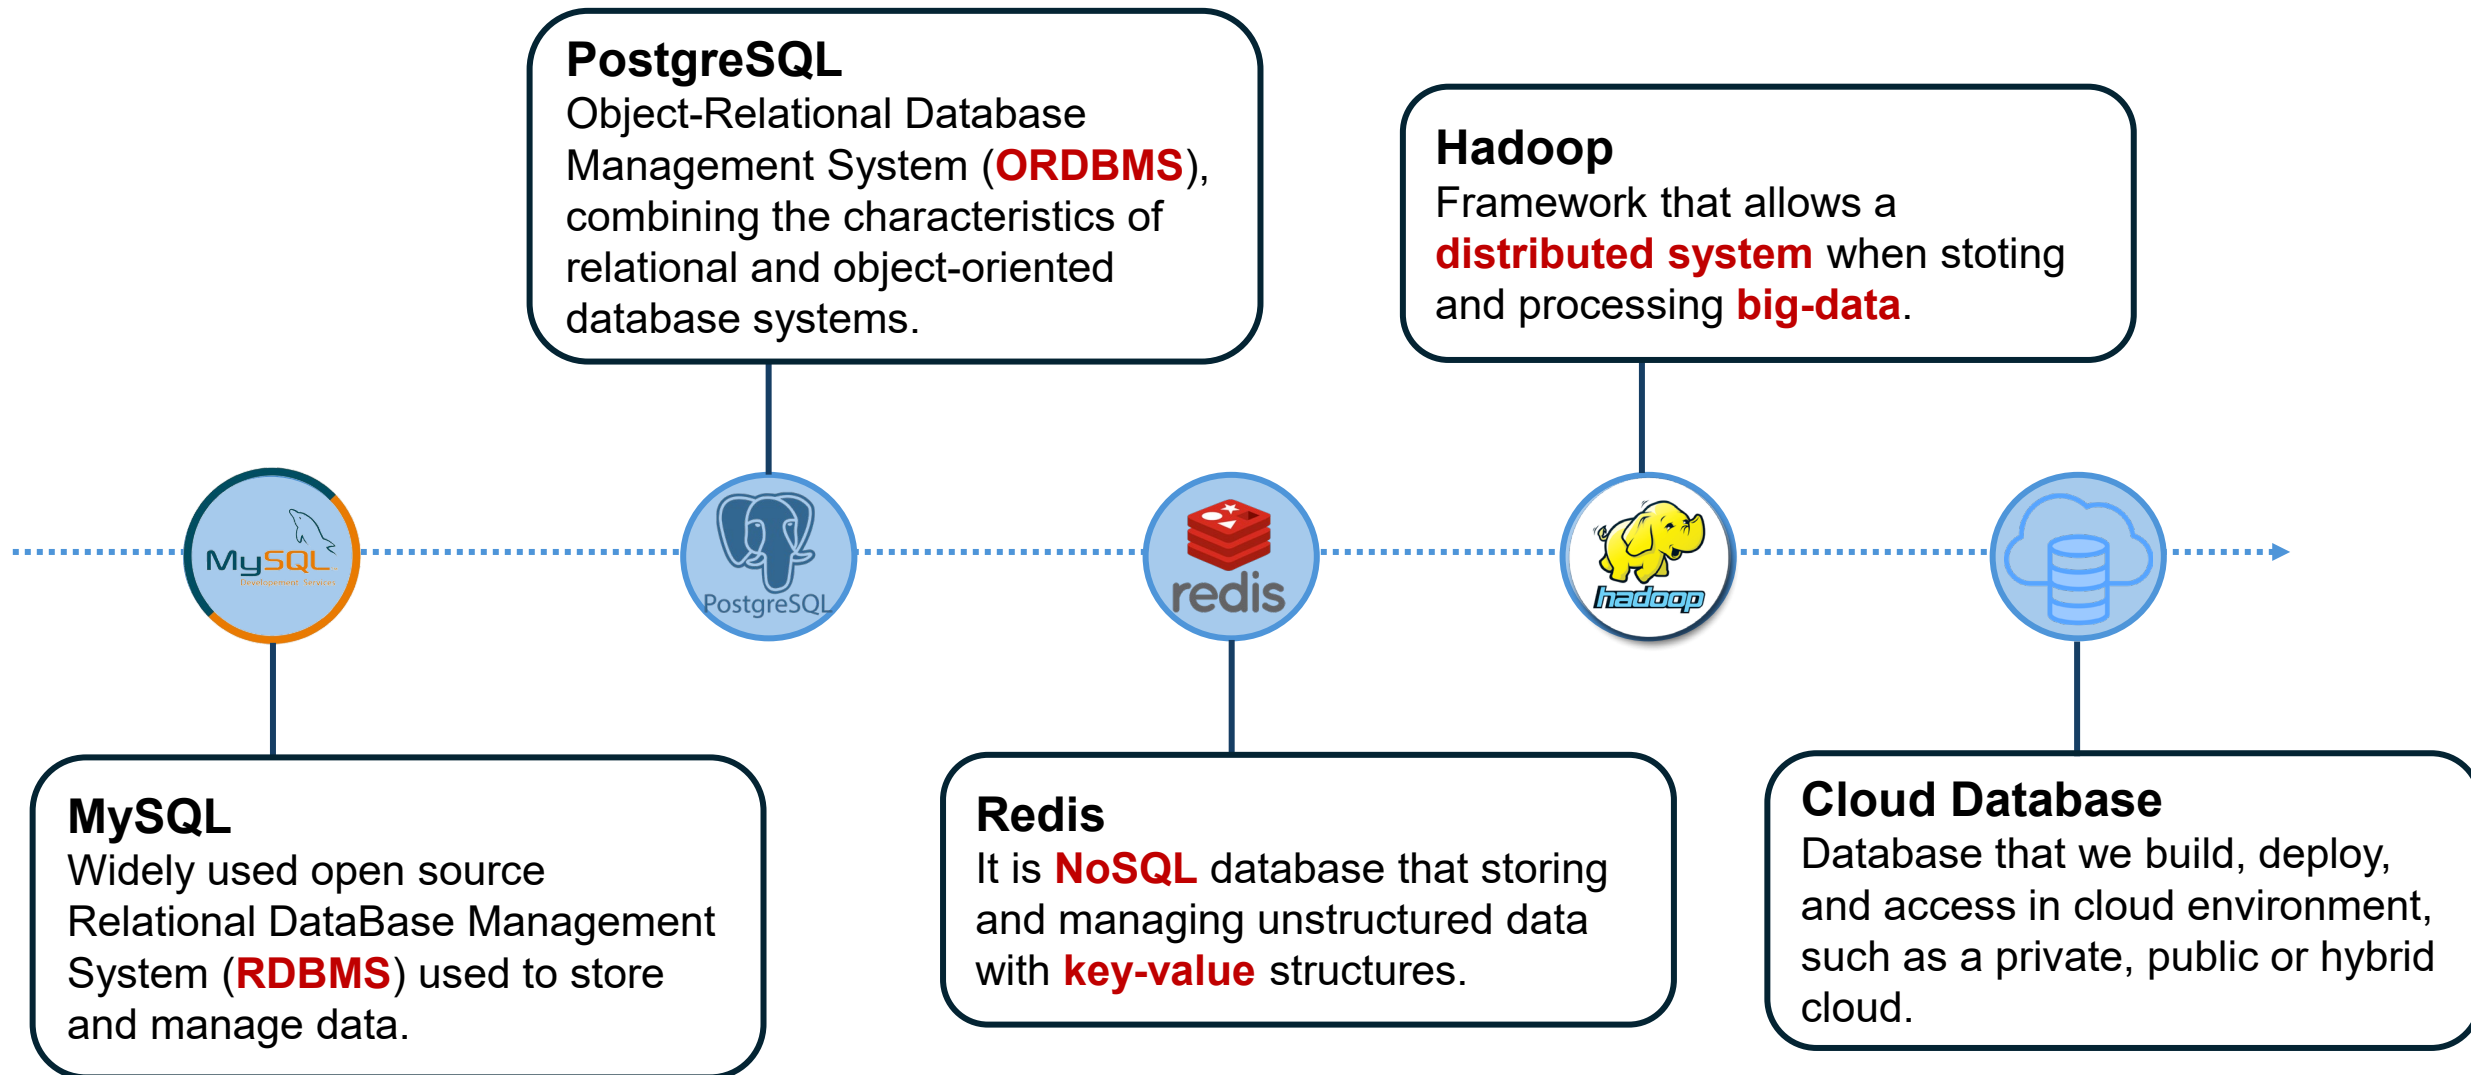 PostgreSQL
Object-Relational Database
Management System (ORDBMS),
combining the characteristics of
relational and object-oriented
database systems.
Hadoop
Framework that allows a
distributed system when stoting
and processing big-data.
MySQL
Developement Services
PostgreSQL
redis
hadoop
MySQL
Widely used open source
Relational DataBase Management
System (RDBMS) used to store
and manage data.
Redis
It is NoSQL database that storing
and managing unstructured data
with key-value structures.
Cloud Database
Database that we build, deploy,
and access in cloud environment,
such as a private, public or hybrid
cloud.